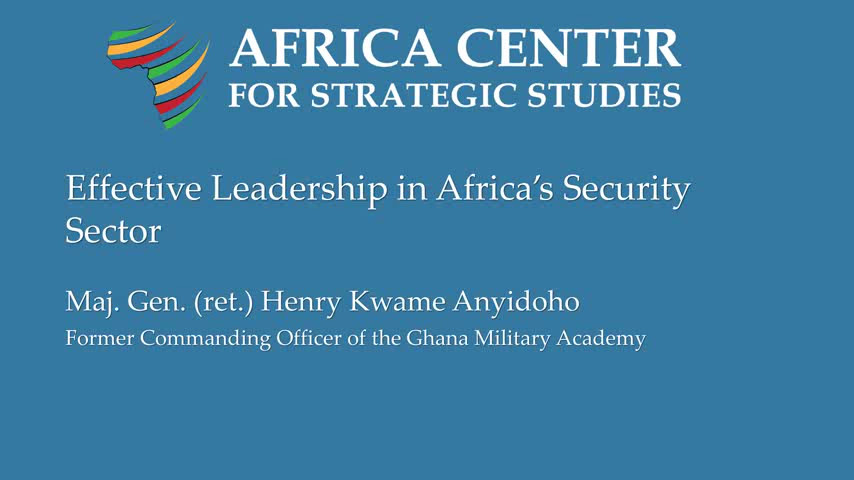 AFRICA CENTER
FOR STRATEGIC STUDIES
Effective Leadership in Africa’s Security
Sector
Maj. Gen. (ret.) Henry Kwame Anyidoho
Former Commanding Officer of the Ghana Military Academy